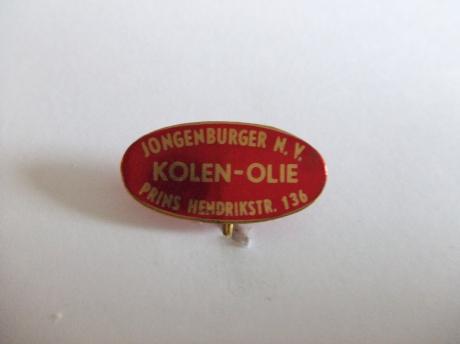 JONGENBURGER N.V.
KOLEN-OLIE
PRINS HENDRIKSTR. 136